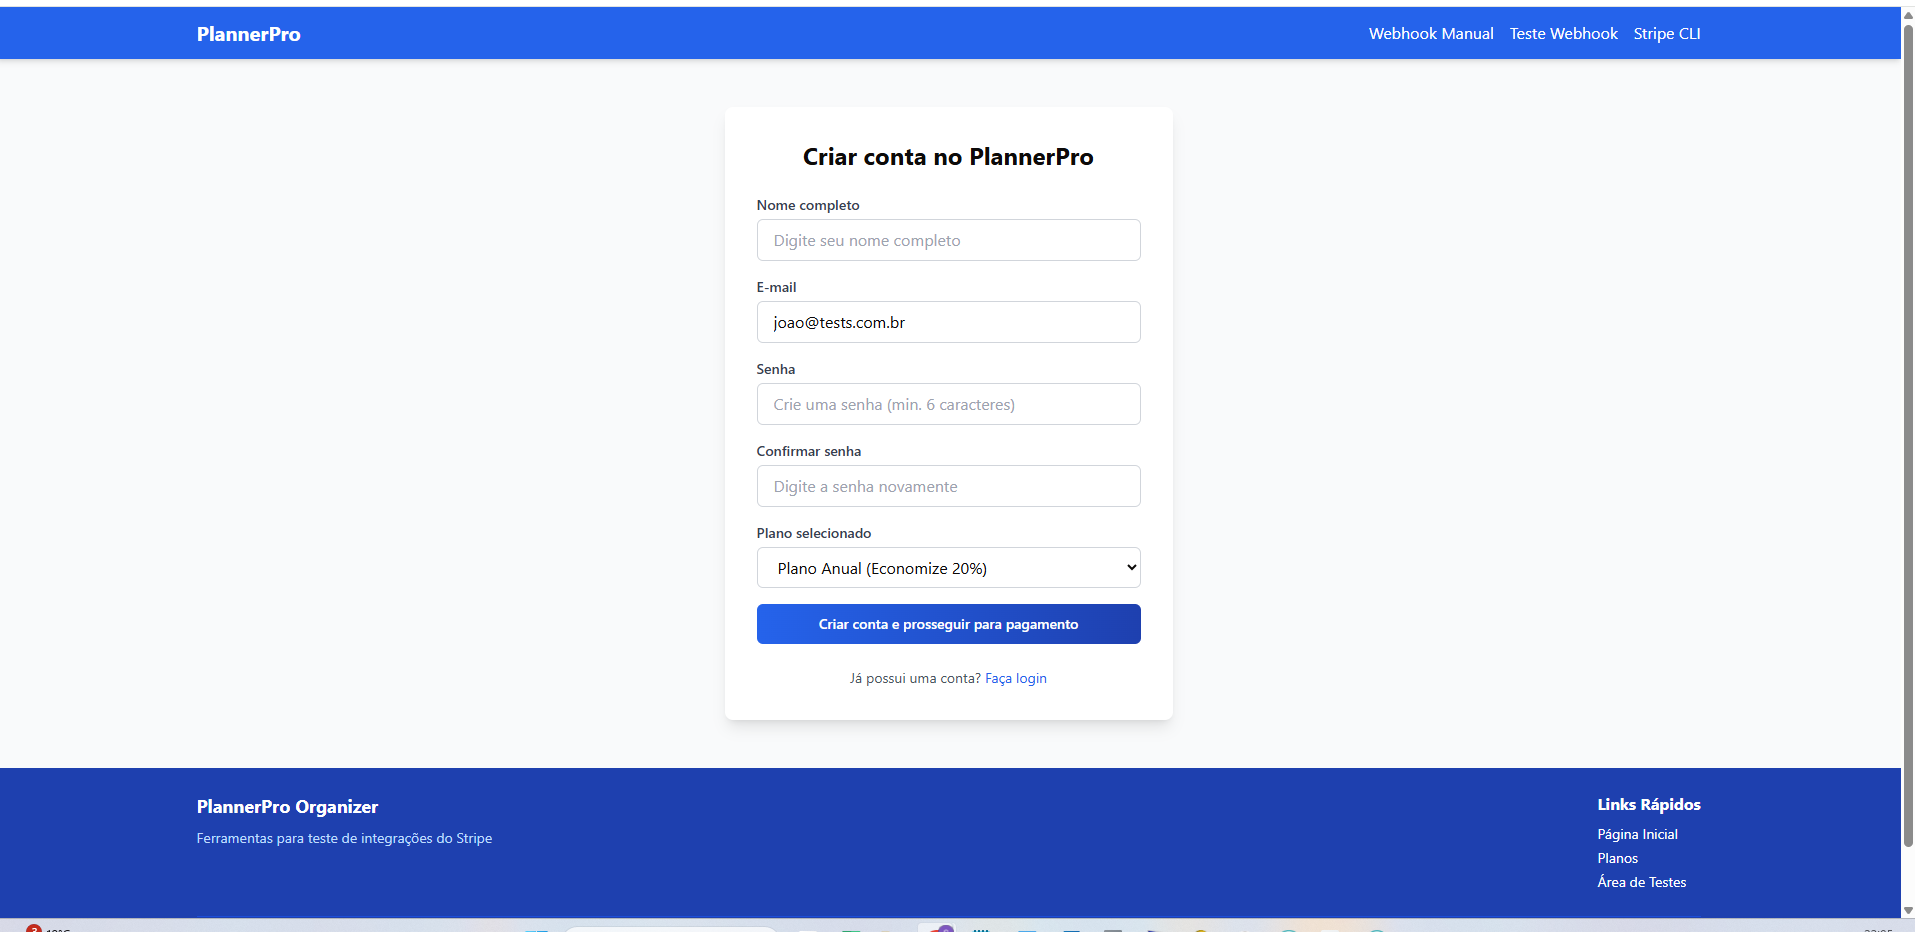 PlannerPro
Webhook Manual Teste Webhook Stripe CLI
Criar conta no PlannerPro
Nome completo
Digite seu nome completo
E-mail
joao@tests.com.br
Senha
Crie uma senha (min. 6 caracteres)
Confirmar senha
Digite a senha novamente
Plano selecionado
Plano Anual (Economize 20%)
Criar conta e prosseguir para pagamento
Já possui uma conta? Faça login
PlannerPro Organizer
Ferramentas para teste de integrações do Stripe
Links Rápidos
Página Inicial
Planos
Área de Testes